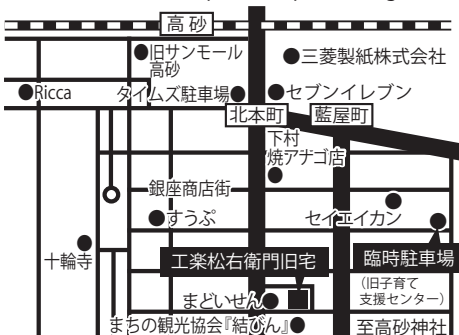 高砂
旧サンモール
高砂
三菱製紙株式会社
Ricca
タイムズ駐車場
セブンイレブン
北本町
藍屋町
下村
焼アナゴ店
銀座商店街
すうぷ
セイエイカン
十輪寺
工楽松右衛門旧宅
臨時駐車場
(旧子育て
支援センター)
まどいせん
まちの観光協会『結びん』
至高砂神社